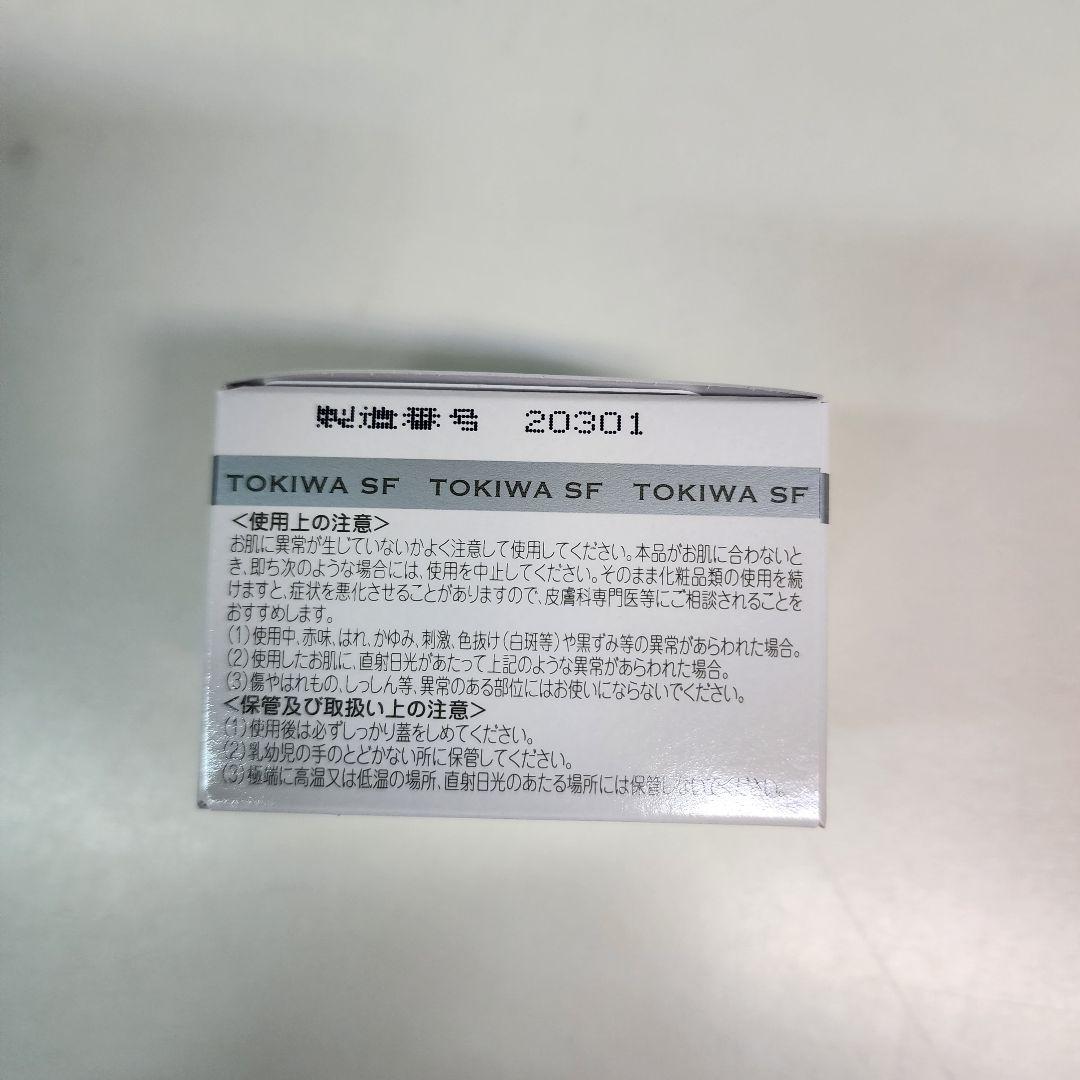 製造番号 20301
TOKIWA SF TOKIWA SF TOKIWA SF
<使用上の注意>
お肌に異常が生じていないかよく注意して使用してください。本品がお肌に合わないと
き、即ち次のような場合には、使用を中止してください。そのまま化粧品類の使用を続
けますと、症状を悪化させることがありますので、皮膚科専門医等にご相談されることを
おすすめします。
(1)使用中、赤味、はれ、かゆみ、刺激、色抜け(白斑等)や黒ずみ等の異常があらわれた場合。
(2)使用したお肌に、直射日光があたって上記のような異常があらわれた場合。
(3)傷やはれもの、しっしん等、異常のある部位にはお使いにならないでください。
<保管及び取扱い上の注意>
(1)使用後は必ずしっかり蓋をしめてください。
(2)乳幼児の手のとどかない所に保管してください。
(3)極端に高温又は低温の場所、直射日光のあたる場所には保管しないでください。